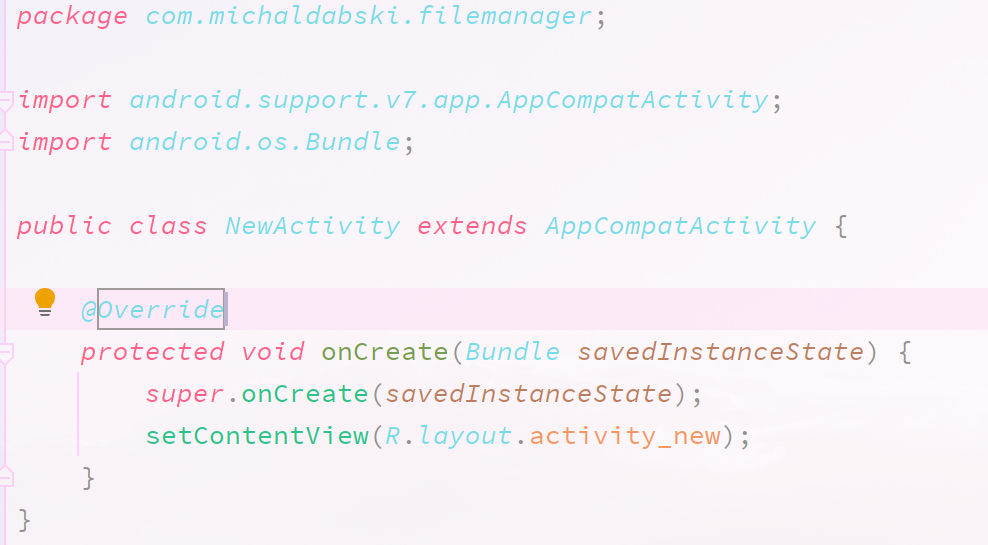 package com.michaldabski.filemanager;
import android.support.v7.app.AppCompatActivity;
import android.os.Bundle;
public class NewActivity extends AppCompatActivity {
@Override
protected void onCreate(Bundle savedInstanceState) {
super.onCreate(savedInstanceState);
setContentView(R.layout.activity_new);
}
}